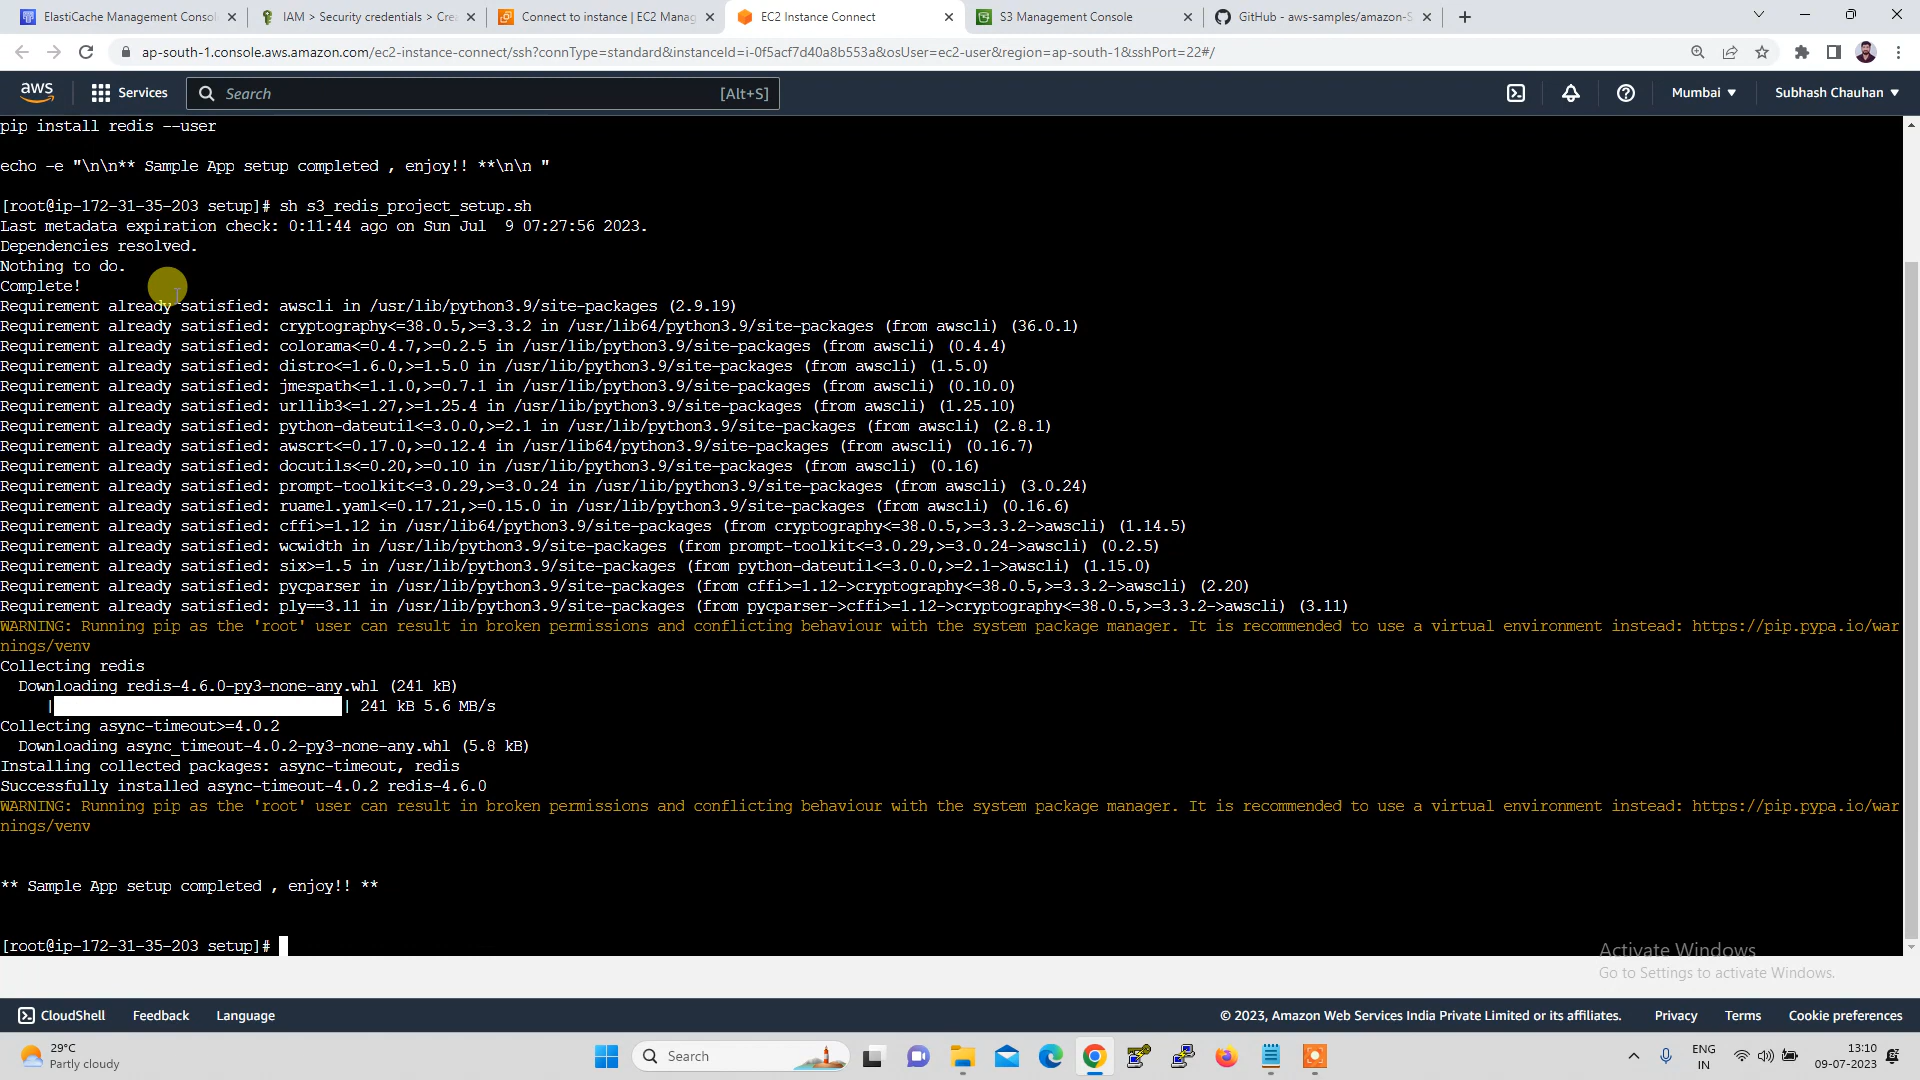 ElastiCache Management Consol
IAM > Security credentials > Crea
Connect to instance | EC2 Manag
EC2 Instance Connect
S3 Management Console
GitHub - aws-samples/amazon-S
ap-south-1.console.aws.amazon.com/ec2-instance-connect/ssh?connType=standard&instanceId=i-0f5acf7d40a8b553a&osUser=ec2-user&region=ap-south-1&sshPort=22#/
aws
Services
Search
[Alt+S]
Mumbai
Subhash Chauhan
pip install redis --user
echo -e "\n\n** Sample App setup completed , enjoy!! **\n\n "
[root@ip-172-31-35-203 setup]# sh s3_redis_project_setup.sh
Last metadata expiration check: 0:11:44 ago on Sun Jul  9 07:27:56 2023.
Dependencies resolved.
Nothing to do.
Complete!
Requirement already satisfied: awscli in /usr/lib/python3.9/site-packages (2.9.19)
Requirement already satisfied: cryptography<=38.0.5,>=3.3.2 in /usr/lib64/python3.9/site-packages (from awscli) (36.0.1)
Requirement already satisfied: colorama<=0.4.7,>=0.2.5 in /usr/lib/python3.9/site-packages (from awscli) (0.4.4)
Requirement already satisfied: distro<=1.6.0,>=1.5.0 in /usr/lib/python3.9/site-packages (from awscli) (1.5.0)
Requirement already satisfied: jmespath<=1.1.0,>=0.7.1 in /usr/lib/python3.9/site-packages (from awscli) (0.10.0)
Requirement already satisfied: urllib3<=1.27,>=1.25.4 in /usr/lib/python3.9/site-packages (from awscli) (1.25.10)
Requirement already satisfied: python-dateutil<=3.0.0,>=2.1 in /usr/lib/python3.9/site-packages (from awscli) (2.8.1)
Requirement already satisfied: awscrt<=0.17.0,>=0.12.4 in /usr/lib64/python3.9/site-packages (from awscli) (0.16.7)
Requirement already satisfied: docutils<=0.20,>=0.10 in /usr/lib/python3.9/site-packages (from awscli) (0.16)
Requirement already satisfied: prompt-toolkit<=3.0.29,>=3.0.24 in /usr/lib/python3.9/site-packages (from awscli) (3.0.24)
Requirement already satisfied: ruamel.yaml<=0.17.21,>=0.15.0 in /usr/lib/python3.9/site-packages (from awscli) (0.16.6)
Requirement already satisfied: cffi>=1.12 in /usr/lib64/python3.9/site-packages (from cryptography<=38.0.5,>=3.3.2->awscli) (1.14.5)
Requirement already satisfied: wcwidth in /usr/lib/python3.9/site-packages (from prompt-toolkit<=3.0.29,>=3.0.24->awscli) (0.2.5)
Requirement already satisfied: six>=1.5 in /usr/lib/python3.9/site-packages (from python-dateutil<=3.0.0,>=2.1->awscli) (1.15.0)
Requirement already satisfied: pycparser in /usr/lib/python3.9/site-packages (from cffi>=1.12->cryptography<=38.0.5,>=3.3.2->awscli) (2.20)
Requirement already satisfied: ply==3.11 in /usr/lib/python3.9/site-packages (from pycparser->cffi>=1.12->cryptography<=38.0.5,>=3.3.2->awscli) (3.11)
WARNING: Running pip as the 'root' user can result in broken permissions and conflicting behaviour with the system package manager. It is recommended to use a virtual environment instead: https://pip.pypa.io/war
nings/venv
Collecting redis
Downloading redis-4.6.0-py3-none-any.whl (241 kB)
| | 241 kB 5.6 MB/s
Collecting async-timeout>=4.0.2
Downloading async_timeout-4.0.2-py3-none-any.whl (5.8 kB)
Installing collected packages: async-timeout, redis
Successfully installed async-timeout-4.0.2 redis-4.6.0
WARNING: Running pip as the 'root' user can result in broken permissions and conflicting behaviour with the system package manager. It is recommended to use a virtual environment instead: https://pip.pypa.io/war
nings/venv
** Sample App setup completed , enjoy!! **
[root@ip-172-31-35-203 setup]#
Activate Windows
Go to Settings to activate Windows.
CloudShell
Feedback
Language
© 2023, Amazon Web Services India Private Limited or its affiliates.
Privacy
Terms
Cookie preferences
29°C
Partly cloudy
Search
ENG
IN
13:10
09-07-2023